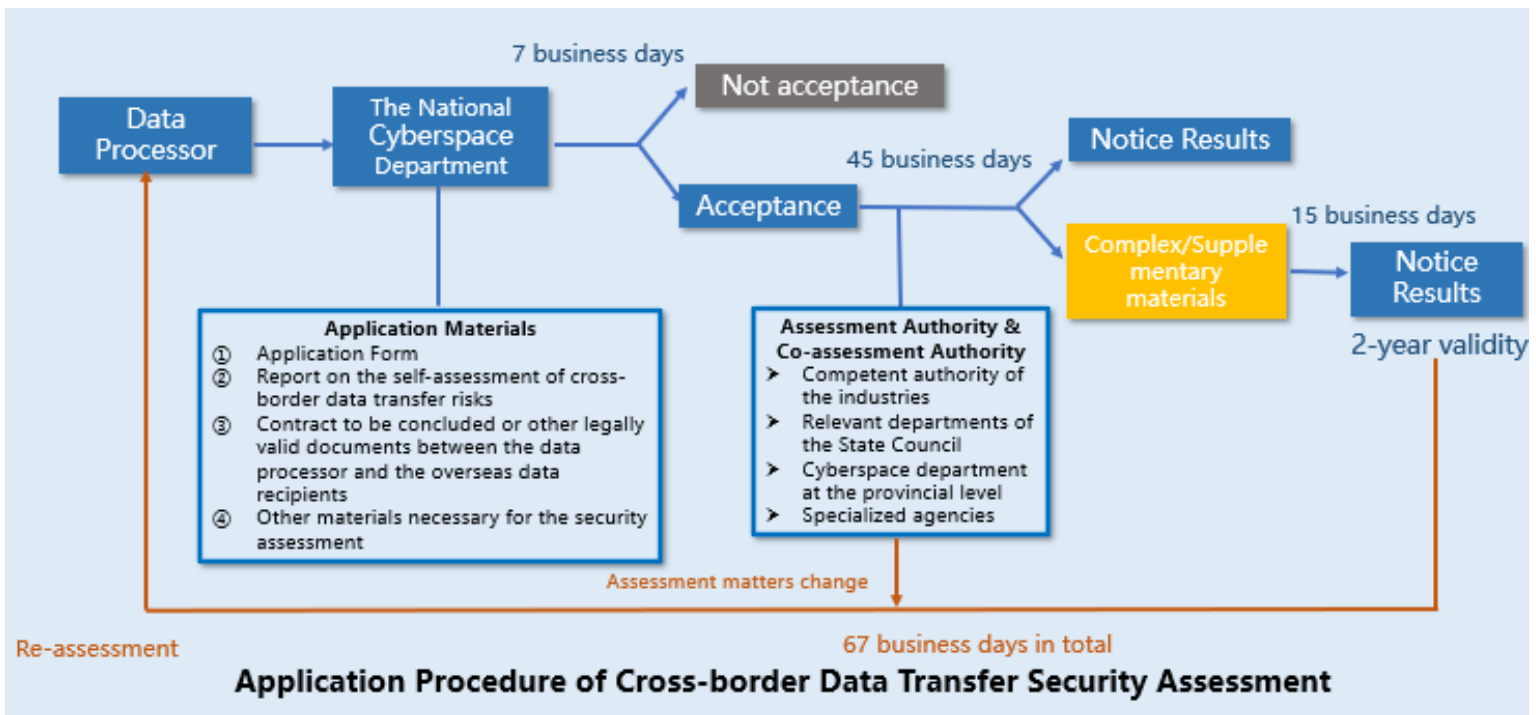 7 business days
Not acceptance
Data
Processor
The National
Cyberspace
Department
Notice Results
45 business days
Acceptance
15 business days
Complex/Supple
mentary
materials
Notice
Results
2-year validity
Application Materials
① Application Form
② Report on the self-assessment of cross-
border data transfer risks
③ Contract to be concluded or other legally
valid documents between the data
processor and the overseas data
recipients
④ Other materials necessary for the security
assessment
Assessment Authority &
Co-assessment Authority
➤ Competent authority of
the industries
➤ Relevant departments of
the State Council
➤ Cyberspace department
at the provincial level
➤ Specialized agencies
Assessment matters change
Re-assessment
67 business days in total
Application Procedure of Cross-border Data Transfer Security Assessment